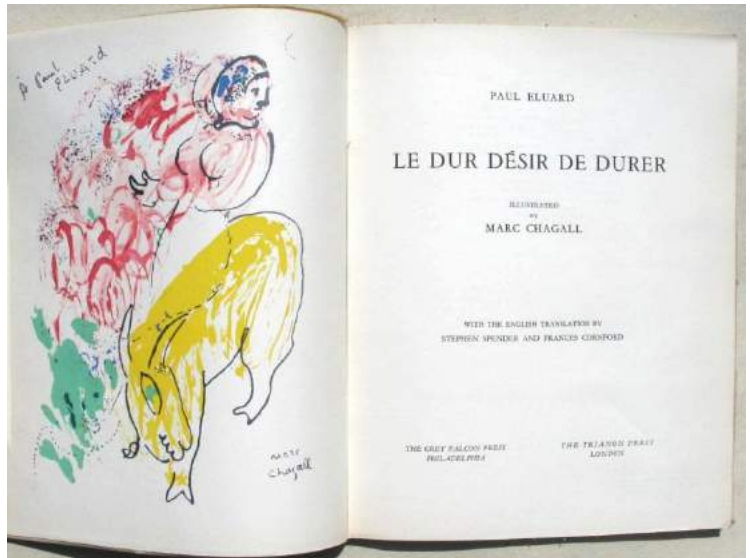 à Paul
ELUARD
Marc
Chagall
PAUL ELUARD
LE DUR DÉSIR DE DURER
ILLUSTRATED
BY
MARC CHAGALL
WITH THE ENGLISH TRANSLATION BY
STEPHEN SPENDER AND FRANCES CORNFORD
THE GREY FALCON PRESS
PHILADELPHIA
THE TRIANON PRESS
LONDON